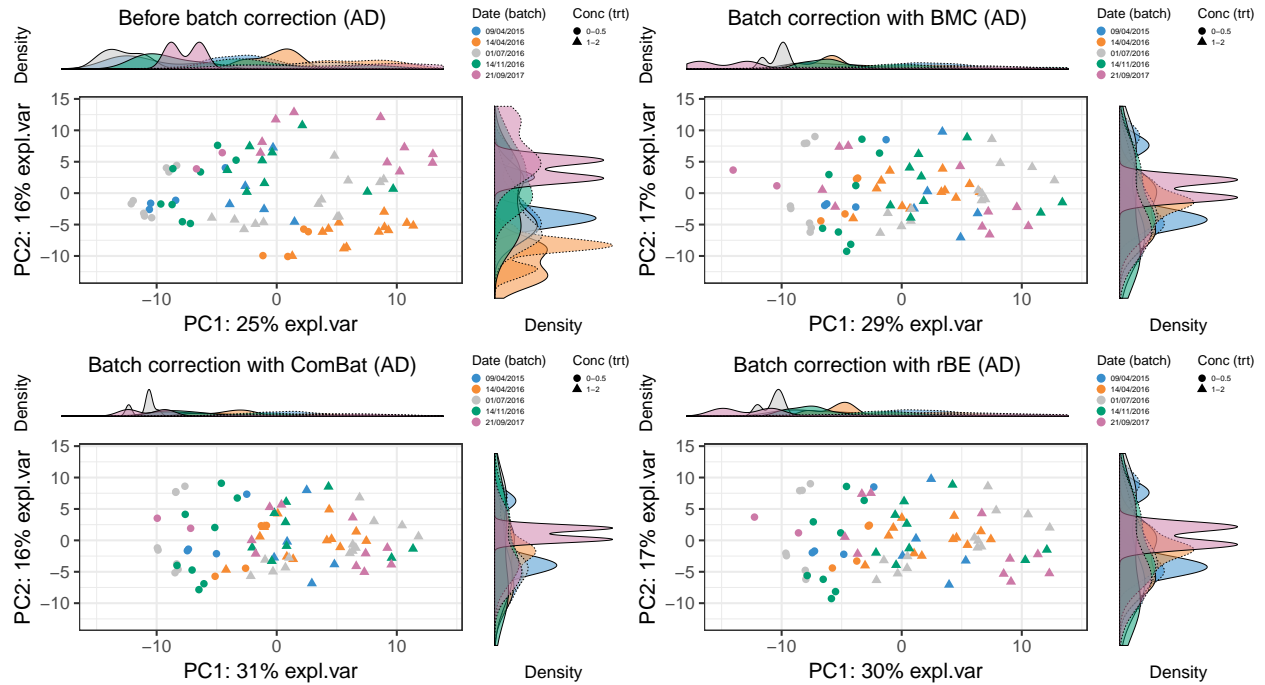 Before batch correction (AD)
Density
PC2: 16% expl.var
15
10
5
0
−5
−10
−10
0
10
PC1: 25% expl.var
Density
Date (batch)
09/04/2015
14/04/2016
01/07/2016
14/11/2016
21/09/2017
Conc (trt)
0−0.5
1−2
Batch correction with BMC (AD)
Density
PC2: 17% expl.var
15
10
5
0
−5
−10
−10
0
10
PC1: 29% expl.var
Density
Date (batch)
09/04/2015
14/04/2016
01/07/2016
14/11/2016
21/09/2017
Conc (trt)
0−0.5
1−2
Batch correction with ComBat (AD)
Density
PC2: 16% expl.var
15
10
5
0
−5
−10
−10
0
10
PC1: 31% expl.var
Density
Date (batch)
09/04/2015
14/04/2016
01/07/2016
14/11/2016
21/09/2017
Conc (trt)
0−0.5
1−2
Batch correction with rBE (AD)
Density
PC2: 17% expl.var
15
10
5
0
−5
−10
−10
0
10
PC1: 30% expl.var
Density
Date (batch)
09/04/2015
14/04/2016
01/07/2016
14/11/2016
21/09/2017
Conc (trt)
0−0.5
1−2